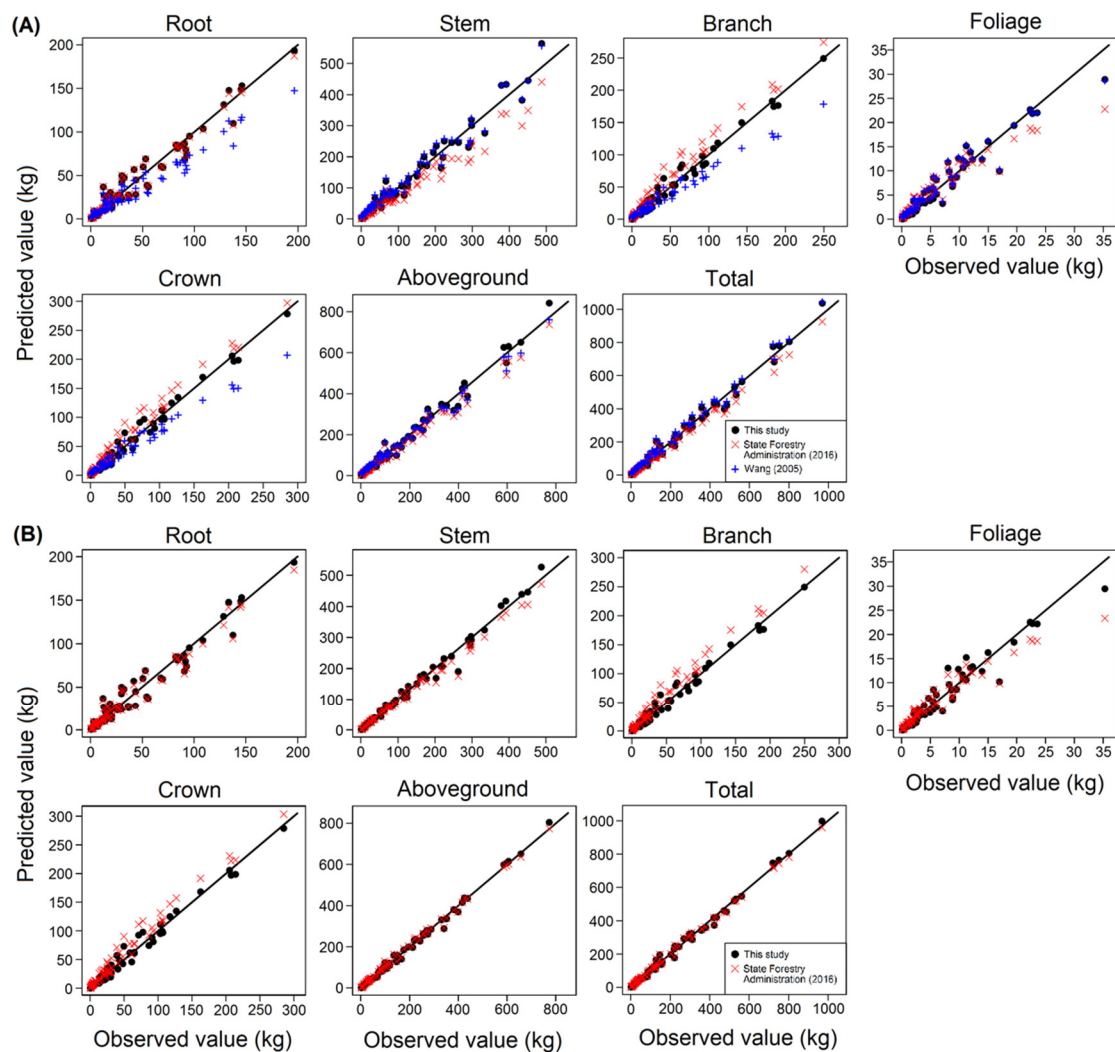 (A)
Root
Stem
Branch
Foliage
200
150
100
50
0
0 50 100 150 200
500
400
300
200
100
0
0 100 200 300 400 500
250
200
150
100
50
0
0 50 100 150 200 250
35
30
25
20
15
10
5
0
0 5 10 15 20 25 30 35
Observed value (kg)
Predicted value (kg)
Crown
Aboveground
Total
300
250
200
150
100
50
0
0 50 100 150 200 250 300
800
600
400
200
0
0 200 400 600 800
1000
800
600
400
200
0
0 200 400 600 800 1000
This study
State Forestry
Administration (2016)
Wang (2005)
(B)
Root
Stem
Branch
Foliage
200
150
100
50
0
0 50 100 150 200
500
400
300
200
100
0
0 100 200 300 400 500
300
250
200
150
100
50
0
0 50 100 150 200 250 300
35
30
25
20
15
10
5
0
0 5 10 15 20 25 30 35
Observed value (kg)
Predicted value (kg)
Crown
Aboveground
Total
300
250
200
150
100
50
0
0 50 100 150 200 250 300
Observed value (kg)
800
600
400
200
0
0 200 400 600 800
Observed value (kg)
1000
800
600
400
200
0
0 200 400 600 800 1000
Observed value (kg)
This study
State Forestry
Administration (2016)